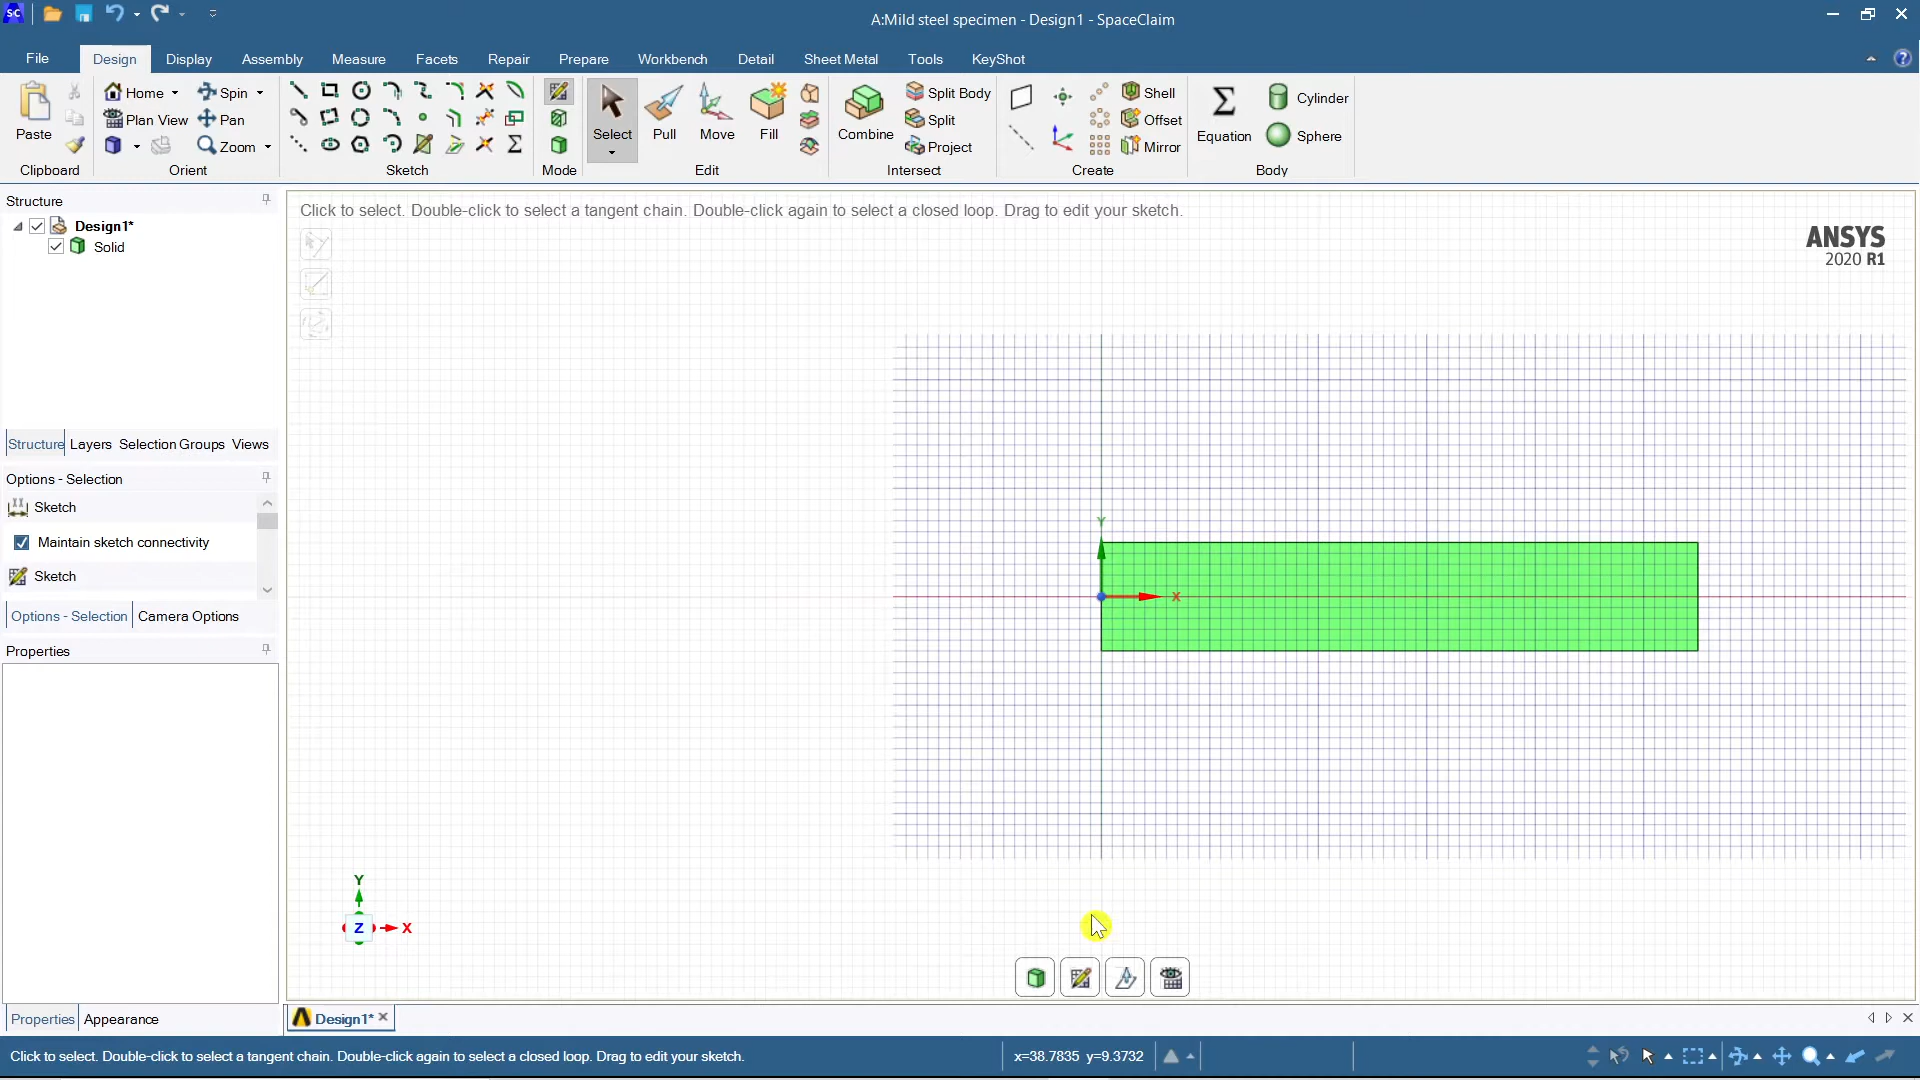 SC
A:Mild steel specimen - Design1 - SpaceClaim
File Design Display Assembly Measure Facets Repair Prepare Workbench Detail Sheet Metal Tools KeyShot
Paste
Clipboard
Home Spin
Plan View Pan
Zoom
Orient
Sketch
Mode
Select Pull Move Fill
Edit
Combine
Split Body
Split
Project
Intersect
Shell
Offset
Mirror
Create
Equation
Cylinder
Sphere
Body
Structure
Design1*
Solid
Structure Layers Selection Groups Views
Options - Selection
Sketch
Maintain sketch connectivity
Sketch
Options - Selection Camera Options
Properties
Properties Appearance
Click to select. Double-click to select a tangent chain. Double-click again to select a closed loop. Drag to edit your sketch.
ANSYS
2020 R1
Y
X
Y
Z X
Design1*
Click to select. Double-click to select a tangent chain. Double-click again to select a closed loop. Drag to edit your sketch.
x=38.7835 y=9.3732